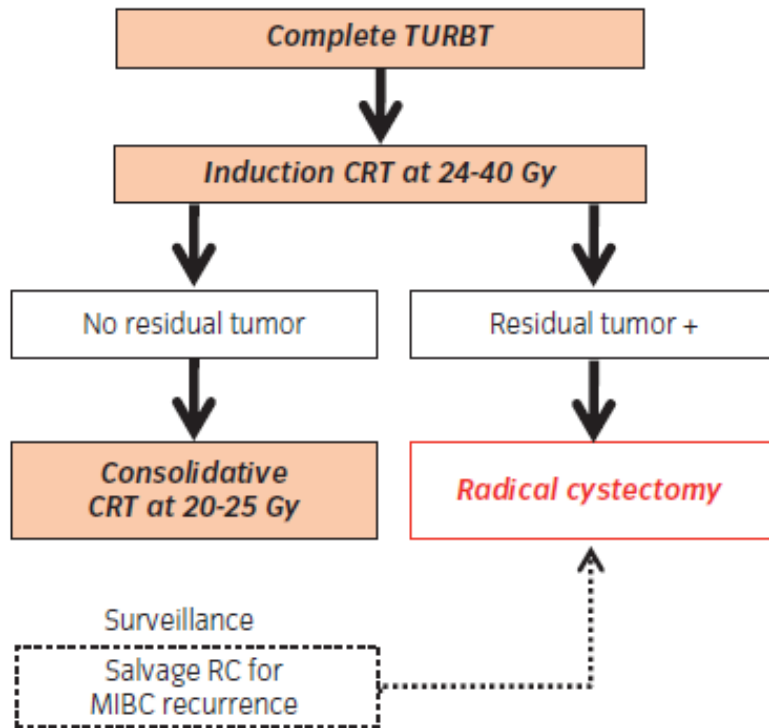 Complete TURBT
Induction CRT at 24-40 Gy
No residual tumor
Residual tumor +
Consolidative
CRT at 20-25 Gy
Radical cystectomy
Surveillance
Salvage RC for
MIBC recurrence